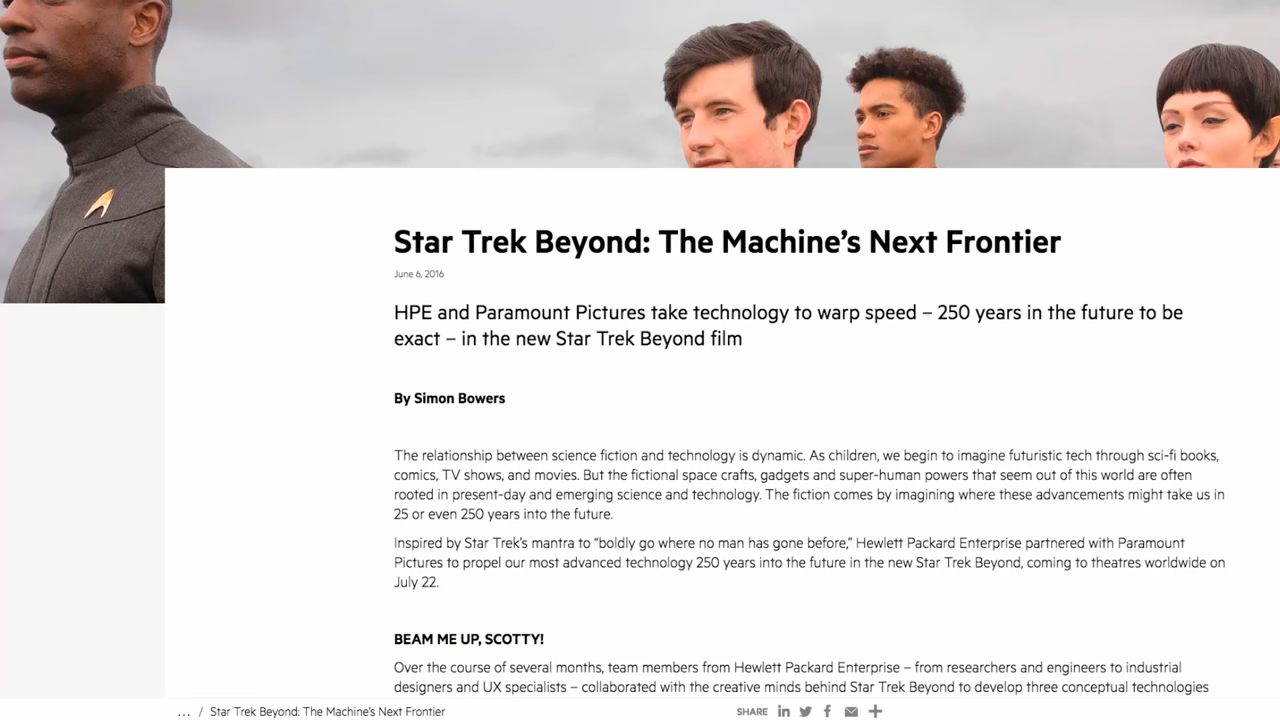 Star Trek Beyond: The Machine's Next Frontier
June 6, 2016
HPE and Paramount Pictures take technology to warp speed – 250 years in the future to be
exact – in the new Star Trek Beyond film
By Simon Bowers
The relationship between science fiction and technology is dynamic. As children, we begin to imagine futuristic tech through sci-fi books,
comics, TV shows, and movies. But the fictional space crafts, gadgets and super-human powers that seem out of this world are often
rooted in present-day and emerging science and technology. The fiction comes by imagining where these advancements might take us in
25 or even 250 years into the future.
Inspired by Star Trek's mantra to “boldly go where no man has gone before,” Hewlett Packard Enterprise partnered with Paramount
Pictures to propel our most advanced technology 250 years into the future in the new Star Trek Beyond, coming to theatres worldwide on
July 22.
BEAM ME UP, SCOTTY!
Over the course of several months, team members from Hewlett Packard Enterprise – from researchers and engineers to industrial
designers and UX specialists – collaborated with the creative minds behind Star Trek Beyond to develop three conceptual technologies
... / Star Trek Beyond: The Machine's Next Frontier
SHARE